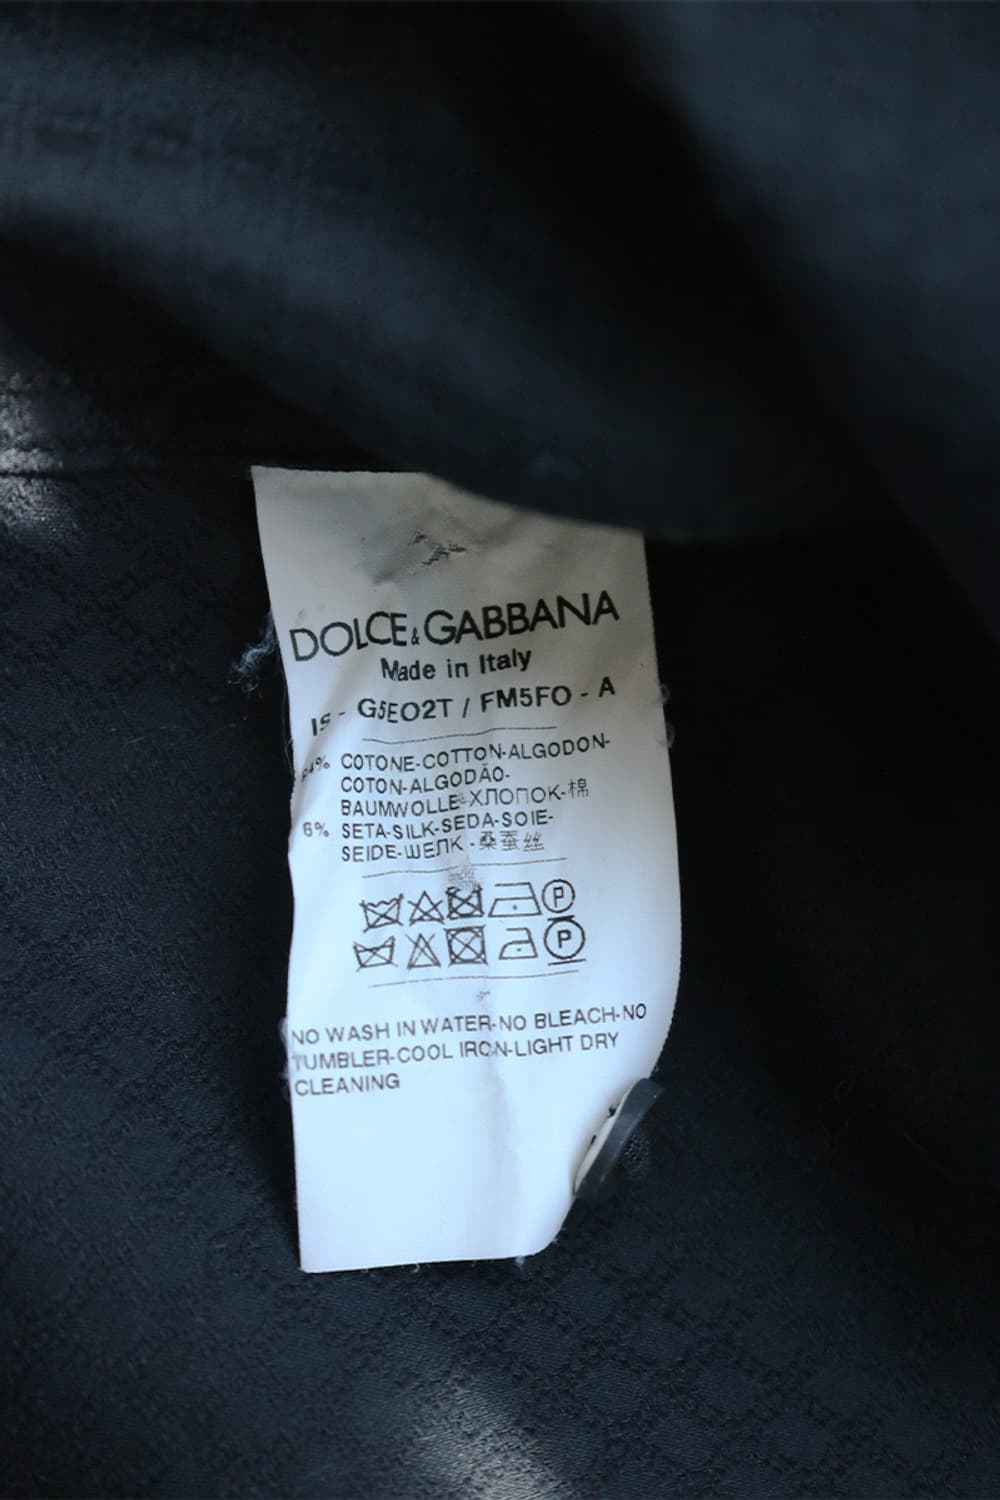 DOLCE & GABBANA
Made in Italy
IS - G5EO2T / FM5FO - A
COTONE-COTTON-ALGODON-
COTON-ALGODÃO-
BAUMWOLLE-ХЛОПОК-棉
6% SETA-SILK-SEDA-SOIE-
SEIDE-ШЕЛК-桑蚕丝
P
P
NO WASH IN WATER-NO BLEACH-NO
TUMBLER-COOL IRON-LIGHT DRY
CLEANING